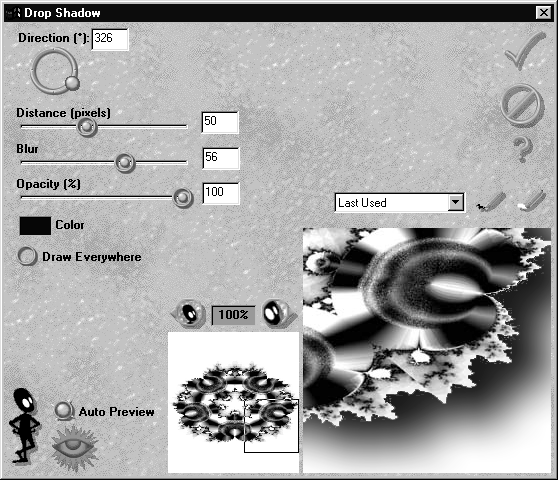 Drop Shadow
Direction (*): 326
Distance (pixels) 50
Blur 56
Opacity (%) 100
Last Used
Color
Draw Everywhere
100%
Auto Preview